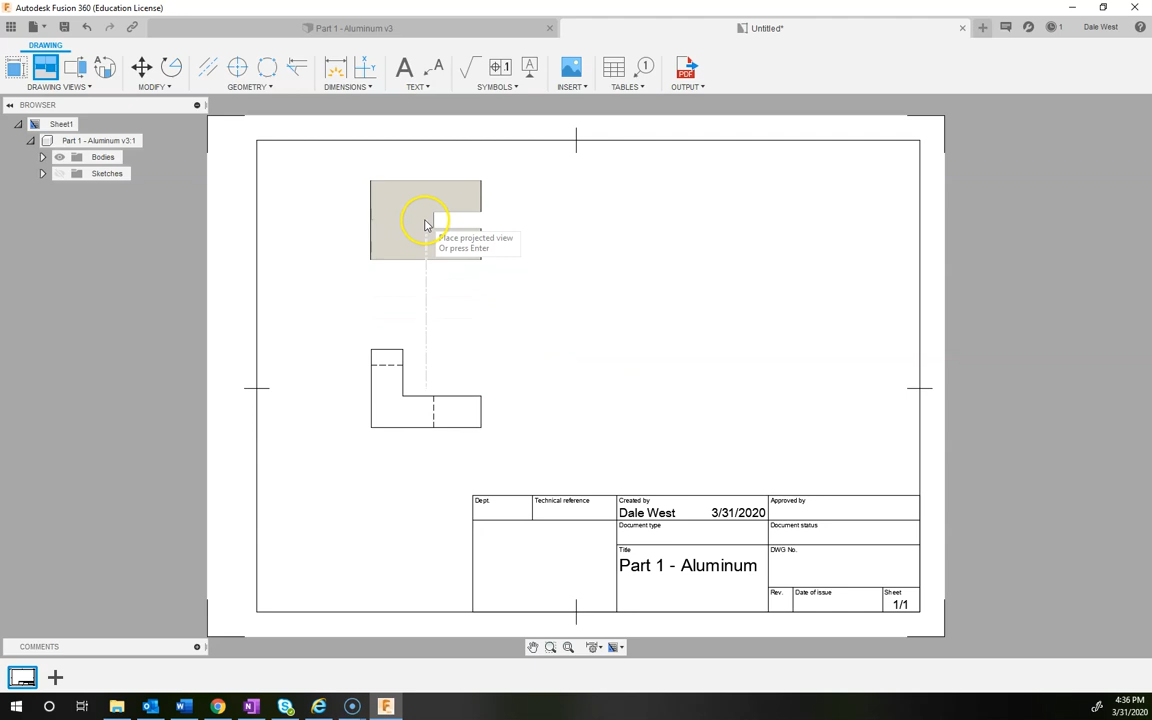 Autodesk Fusion 360 (Education License)
Part 1 - Aluminum v3
Untitled*
1
Dale West
DRAWING
DRAWING VIEWS
MODIFY
GEOMETRY
DIMENSIONS
TEXT
SYMBOLS
INSERT
TABLES
OUTPUT
BROWSER
Sheet1
Part 1 - Aluminum v3:1
Bodies
Sketches
Place projected view
Or press Enter
Dept.
Technical reference
Created by
Approved by
Dale West
3/31/2020
Document type
Document status
Title
DWG No.
Part 1 - Aluminum
Rev.
Date of issue
Sheet
1/1
COMMENTS
4:36 PM
3/31/2020